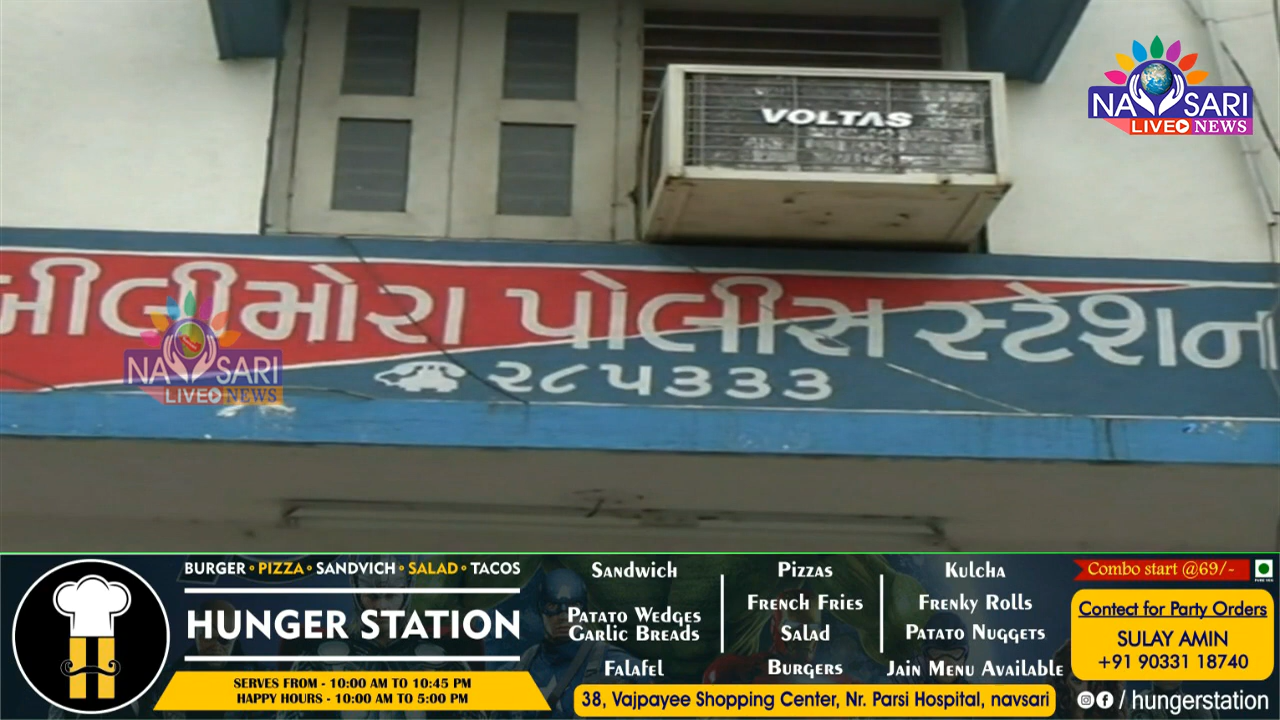 NAVSARI
LIVE NEWS
VOLTAS
બીલીમોરા પોલીસ સ્ટેશન
૨૮૫૩૩૩
NAVSARI
LIVE NEWS
BURGER • PIZZA • SANDVICH • SALAD • TACOS
HUNGER STATION
SERVES FROM - 10:00 AM TO 10:45 PM
HAPPY HOURS - 10:00 AM TO 5:00 PM
Sandwich
Patato Wedges
Garlic Breads
Falafel
Pizzas
French Fries
Salad
Burgers
Kulcha
Frenky Rolls
Patato Nuggets
Jain Menu Available
38, Vajpayee Shopping Center, Nr. Parsi Hospital, navsari
Combo start @69/-
PURE VEG
Contect for Party Orders
SULAY AMIN
+91 90331 18740
/ hungerstation